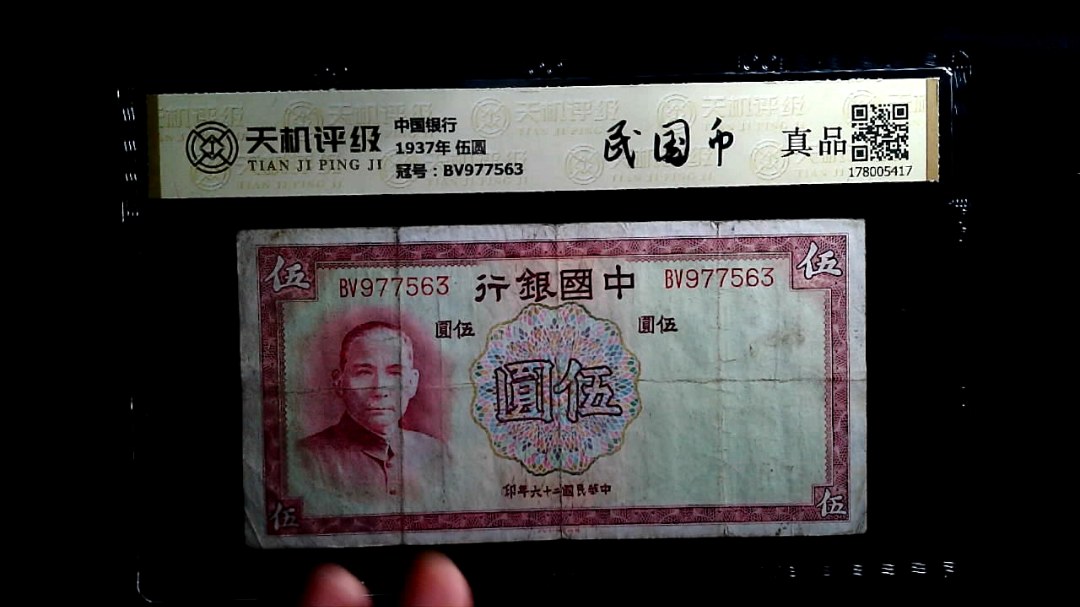 天机评级
TIAN JI PING JI
中国银行
1937年 伍圆
冠号：BV977563
民国币
真品
178005417
伍
伍
BV977563
行銀國中
BV977563
圓伍
圓伍
圓伍
印年六十二國民華中
伍
伍